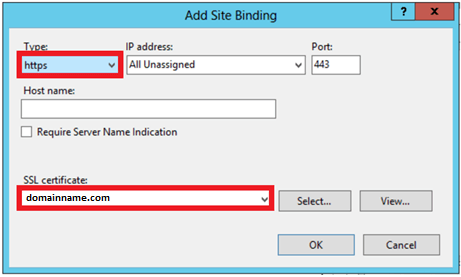 Add Site Binding
? x
Type: IP address: Port:
https All Unassigned 443
Host name:
Require Server Name Indication
SSL certificate:
domainname.com Select... View...
OK Cancel